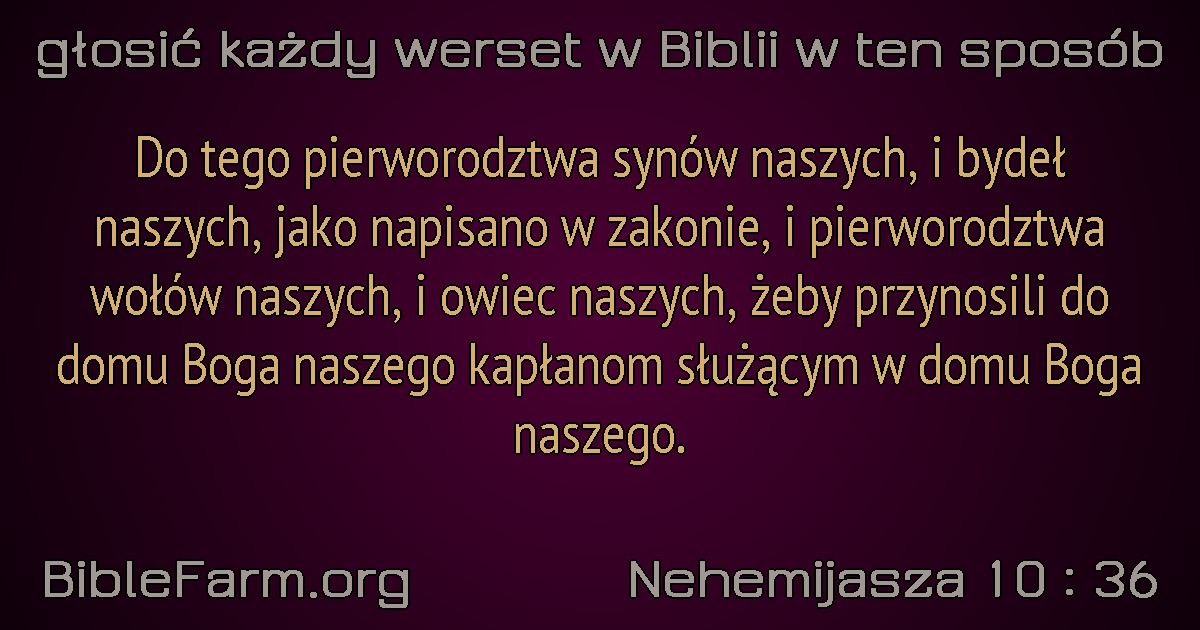 głosić każdy werset w Biblii w ten sposób
Do tego pierworodztwa synów naszych, i bydeł
naszych, jako napisano w zakonie, i pierworodztwa
wołów naszych, i owiec naszych, żeby przynosili do
domu Boga naszego kapłanom służącym w domu Boga
naszego.
BibleFarm.org
Nehemijasza 10 : 36